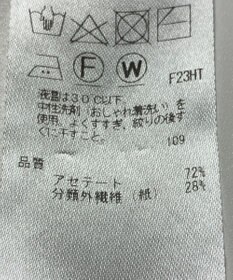 F W
F23HT
液温は30℃以下、
中性洗剤(おしゃれ着洗い)を
使用。よくすすぎ、絞りの後す
ぐに干すこと。
109
品質
アセテート 72%
分類外繊維(紙) 28%